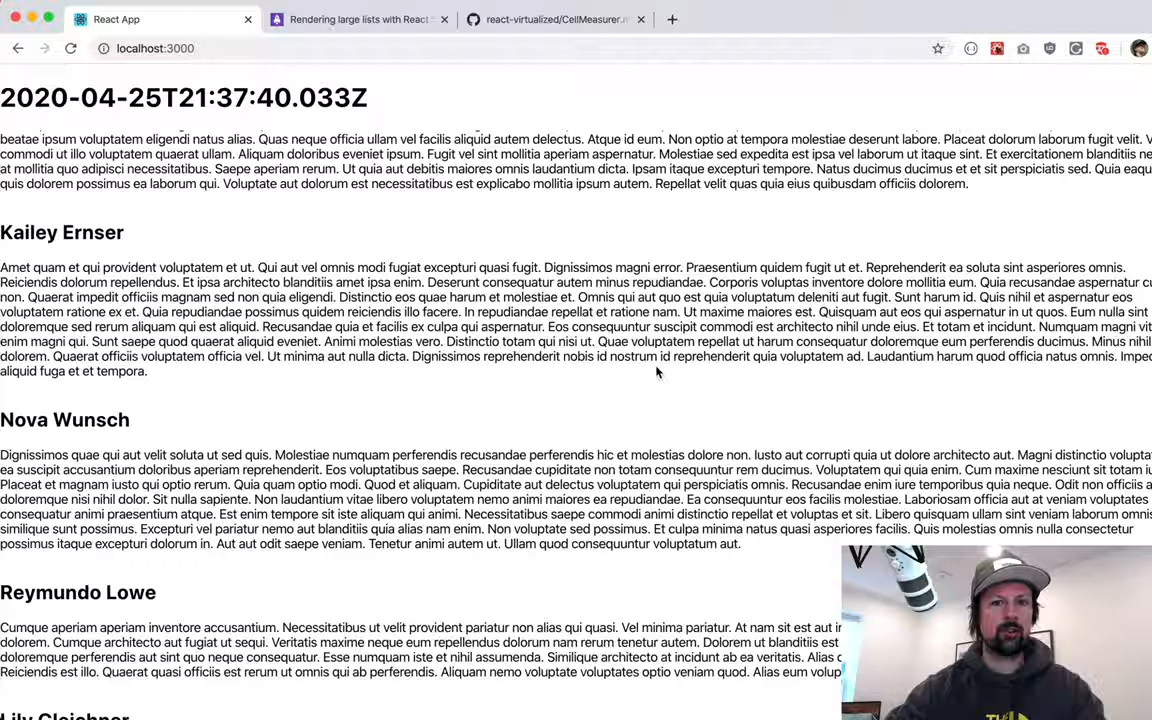 React App
Rendering large lists with React
react-virtualized/CellMeasurer.
localhost:3000
2020-04-25T21:37:40.033Z
beatae ipsum voluptatem eligendi natus alias. Quas neque officia ullam vel facilis aliquid autem delectus. Atque id eum. Non optio at tempora molestiae deserunt labore. Placeat dolorum laborum fugit velit.
commodi ut illo voluptatem quaerat ullam. Aliquam doloribus eveniet ipsum. Fugit vel sint mollitia aperiam aspernatur. Molestiae sed expedita est ipsa vel laborum ut itaque sint. Et exercitationem blanditiis
at mollitia quo adipisci necessitatibus. Saepe aperiam rerum. Ut quia aut debitis maiores omnis laudantium dicta. Ipsam itaque excepturi tempore. Natus ducimus ducimus et et sit perspiciatis sed. Quia
quis dolorem possimus ea laborum qui. Voluptate aut dolorum est necessitatibus est explicabo mollitia ipsum autem. Repellat velit quas quia eius quibusdam officiis dolorem.
Kailey Ernser
Amet quam et qui provident voluptatem et ut. Qui aut vel omnis modi fugiat excepturi quasi fugit. Dignissimos magni error. Praesentium quidem fugit ut et. Reprehenderit ea soluta sint asperiores omnis.
Reiciendis dolorum repellendus. Et ipsa architecto blanditiis amet ipsa enim. Deserunt consequatur autem minus repudiandae. Corporis voluptas inventore dolore mollitia eum. Quia recusandae aspernatur
non. Quaerat impedit officiis magnam sed non quia eligendi. Distinctio eos quae harum et molestiae et. Omnis qui aut quo est quia voluptatum deleniti aut fugit. Sunt harum id. Quis nihil et aspernatur eos
voluptatem ratione ex et. Quia repudiandae possimus quidem reiciendis illo facere. In repudiandae repellat et ratione nam. Ut maxime maiores est. Quisquam aut eos qui aspernatur in ut quos. Eum nulla sint
doloremque sed rerum aliquam qui est aliquid. Recusandae quia et facilis ex culpa qui aspernatur. Eos consequuntur suscipit commodi est architecto nihil unde eius. Et totam et incidunt. Numquam magni
enim magni qui. Sunt saepe quod quaerat aliquid eveniet. Animi molestias vero. Distinctio totam qui nisi ut. Quae voluptatem repellat ut harum consequatur doloremque eum perferendis ducimus. Minus
dolorem. Quaerat officiis voluptatem officia vel. Ut minima aut nulla dicta. Dignissimos reprehenderit nobis id nostrum id reprehenderit quia voluptatem ad. Laudantium harum quod officia natus omnis.
aliquid fuga et et tempora.
Nova Wunsch
Dignissimos quae qui aut velit soluta ut sed quis. Molestiae numquam perferendis recusandae perferendis hic et molestias dolore non. Iusto aut corrupti quia ut dolore architecto aut. Magni distinctio
ea suscipit accusantium doloribus aperiam reprehenderit. Eos voluptatibus saepe. Recusandae cupiditate non totam consequuntur rem ducimus. Voluptatem qui quia enim. Cum maxime nesciunt sit totam
Placeat et magnam iusto qui optio rerum. Quia quam optio modi. Quod et aliquam. Cupiditate aut delectus voluptatum qui perspiciatis omnis. Recusandae enim iure temporibus quia neque. Odit non officiis
doloremque nisi nihil dolor. Sit nulla sapiente. Non laudantium vitae libero voluptatem nemo animi maiores ea repudiandae. Ea consequuntur eos facilis molestiae. Laboriosam officia aut at veniam voluptates
consequatur animi praesentium atque. Est enim tempore sit iste aliquam qui animi. Necessitatibus saepe commodi animi distinctio repellat et voluptas et sit. Libero quisquam ullam sint veniam laborum
similique sunt possimus. Excepturi vel pariatur nemo aut blanditiis quia alias nam enim. Non voluptate sed possimus. Et culpa minima natus quasi asperiores facilis. Quis molestias omnis nulla consectetur
possimus itaque excepturi dolorum in. Aut aut odit saepe veniam. Tenetur animi autem ut. Ullam quod consequuntur voluptatum aut.
Reymundo Lowe
Cumque aperiam aperiam inventore accusantium. Necessitatibus ut velit provident pariatur non alias qui quasi. Vel minima pariatur. At nam sit est aut
dolorem. Cumque architecto aut fugiat ut sequi. Veritatis maxime neque eum repellendus dolorum nam rerum tenetur autem. Dolorem ut blanditiis est
doloremque perferendis aut sint quo neque consequatur. Esse numquam iste et nihil assumenda. Similique architecto at incidunt ab ea veritatis. Alias
Reiciendis est illo. Quaerat quasi officiis est rerum ut omnis qui ab perferendis. Aliquam nemo voluptate voluptates optio veniam quod. Alias eum
Lily Gleichner
THE